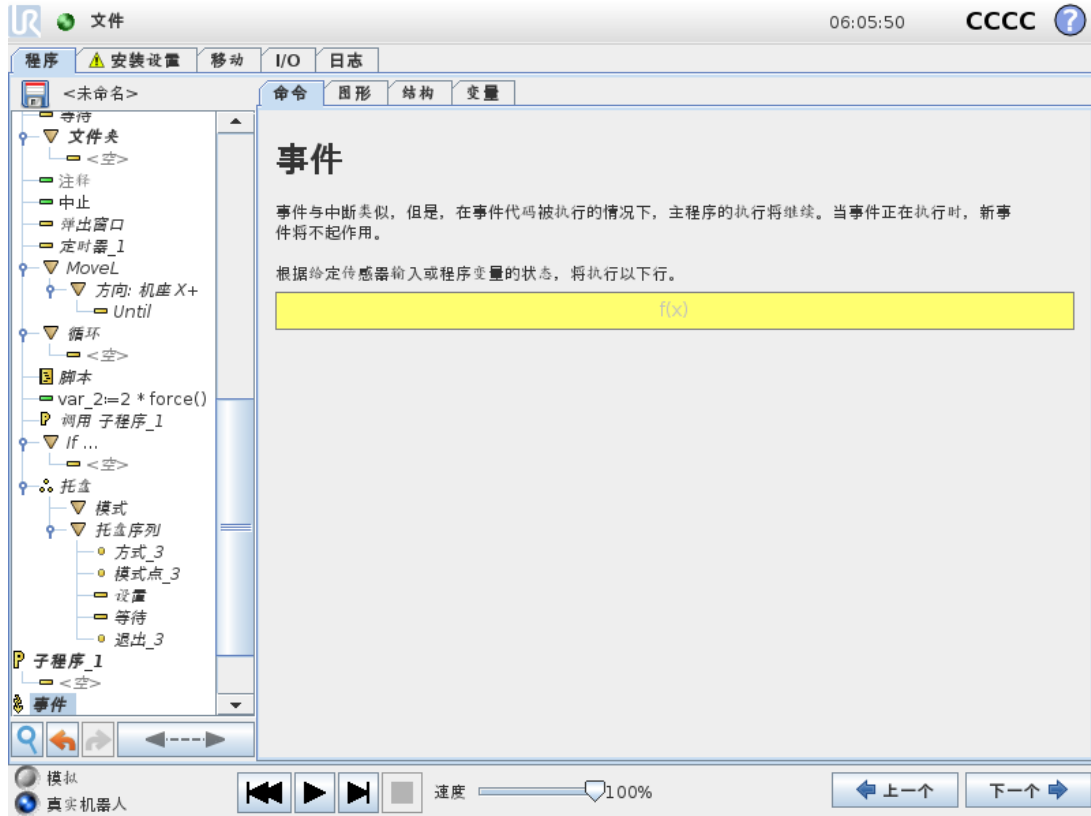 UR 文件 06:05:50 CCCC ?
程序 安装设置 移动 I/O 日志
<未命名> 命令 图形 结构 变量
等待
文件夹
<空>
注释
中止
弹出窗口
定时器_1
MoveL
方向: 机座 X+
Until
循环
<空>
脚本
var_2:=2 * force()
调用 子程序_1
If ...
<空>
托盘
模式
托盘序列
方式_3
模式点_3
设置
等待
退出_3
子程序_1
<空>
事件
事件
事件与中断类似，但是，在事件代码被执行的情况下，主程序的执行将继续。当事件正在执行时，新事
件将不起作用。
根据给定传感器输入或程序变量的状态，将执行以下行。
f(x)
模拟
真实机器人
速度 100%
上一个 下一个